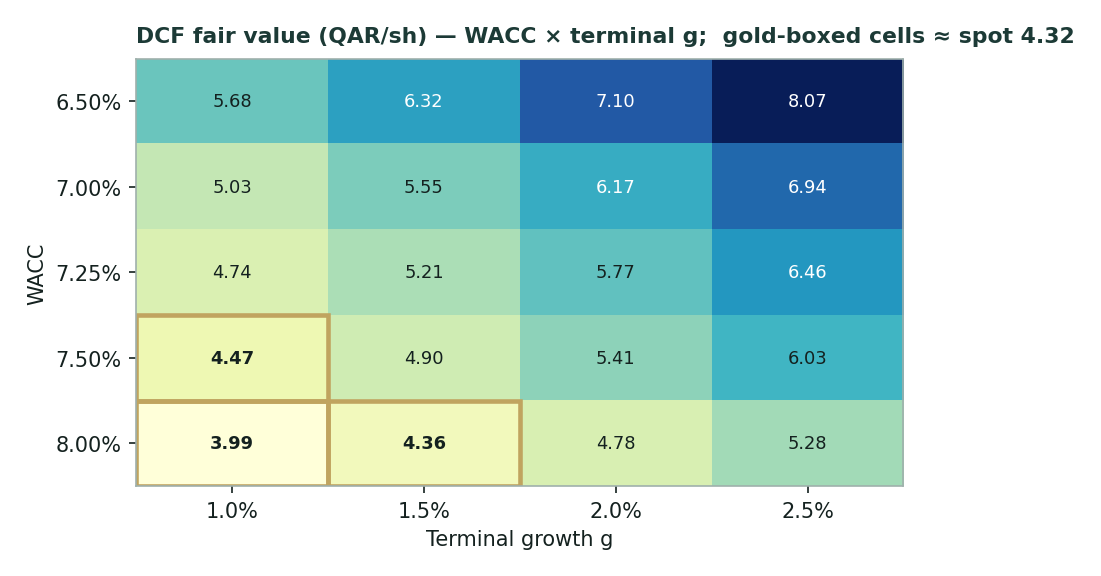 DCF fair value (QAR/sh) — WACC × terminal g;  gold-boxed cells ≈ spot 4.32
WACC
6.50% 5.68 6.32 7.10 8.07
7.00% 5.03 5.55 6.17 6.94
7.25% 4.74 5.21 5.77 6.46
7.50% 4.47 4.90 5.41 6.03
8.00% 3.99 4.36 4.78 5.28
1.0% 1.5% 2.0% 2.5%
Terminal growth g